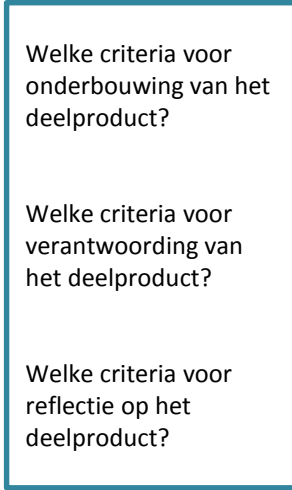 Welke criteria voor
onderbouwing van het
deelproduct?
Welke criteria voor
verantwoording van
het deelproduct?
Welke criteria voor
reflectie op het
deelproduct?